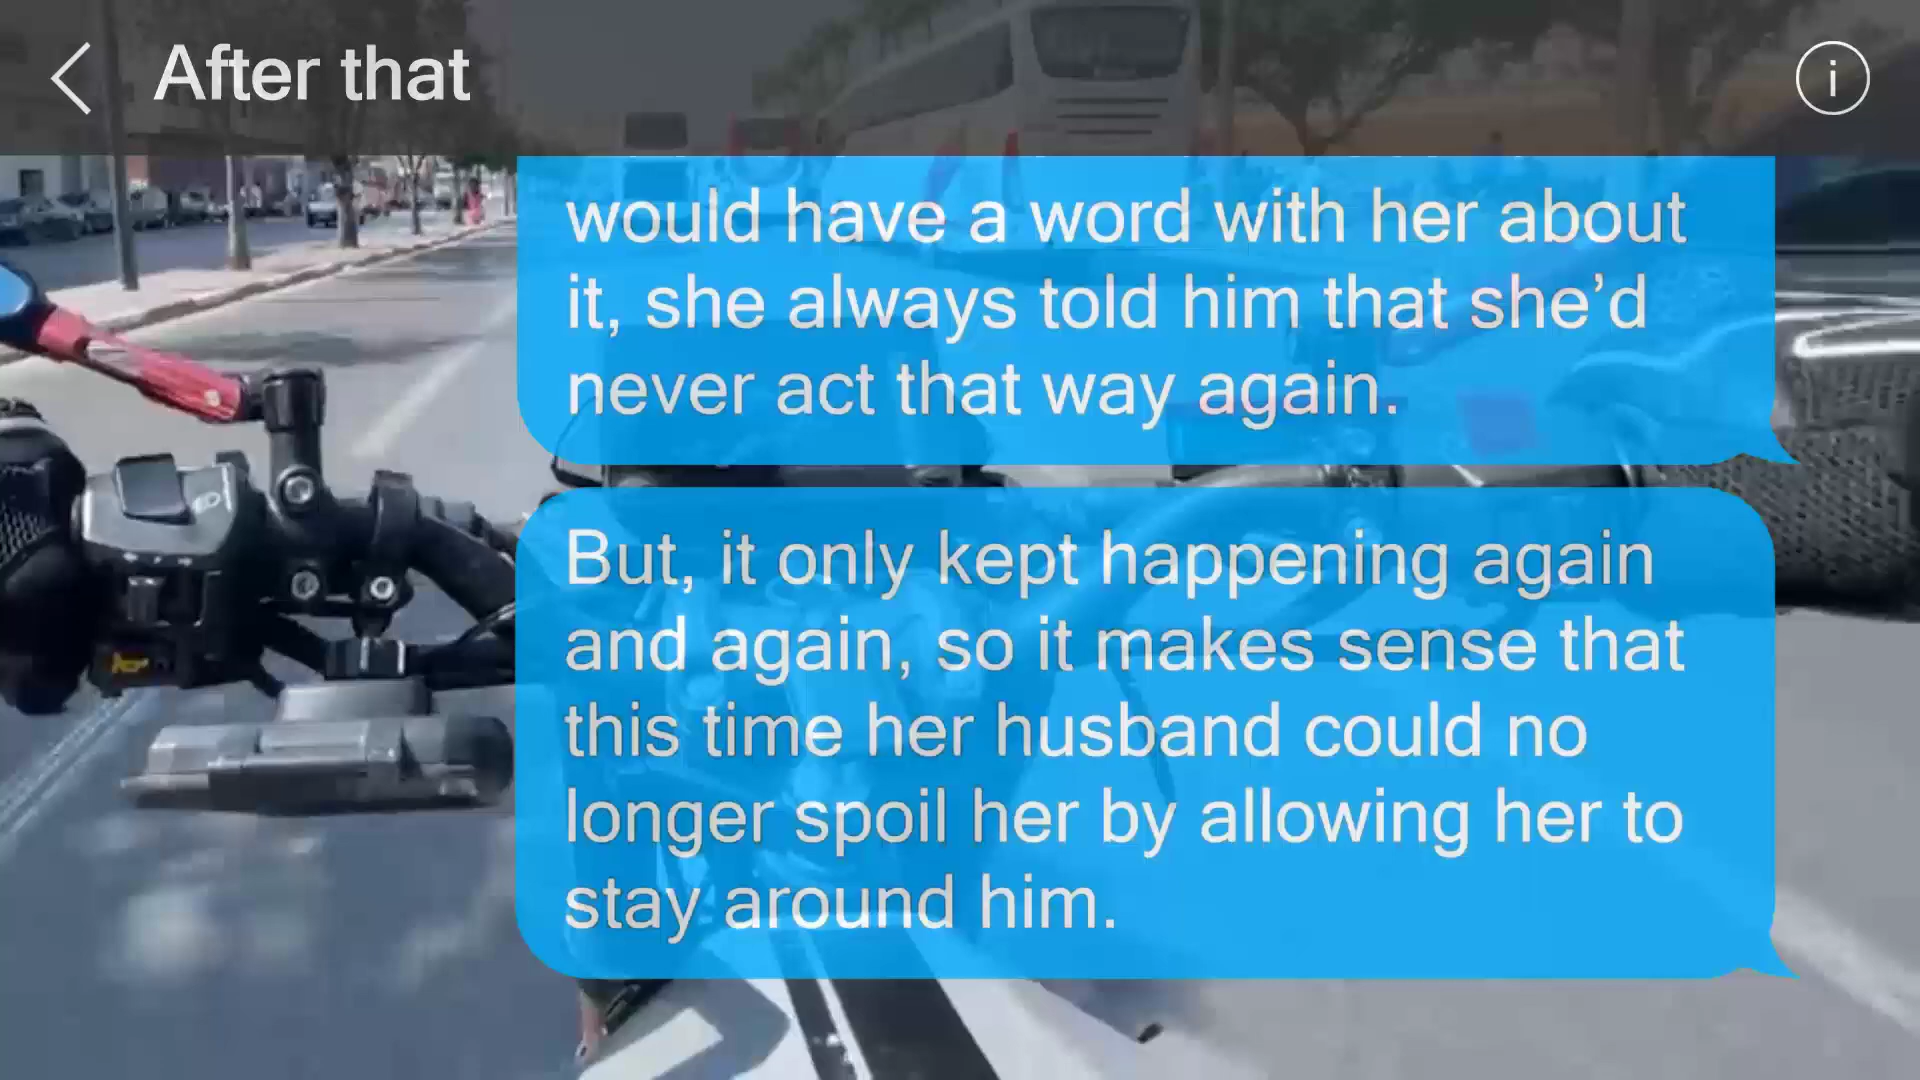 After that
would have a word with her about
it, she always told him that she’d
never act that way again.
But, it only kept happening again
and again, so it makes sense that
this time her husband could no
longer spoil her by allowing her to
stay around him.